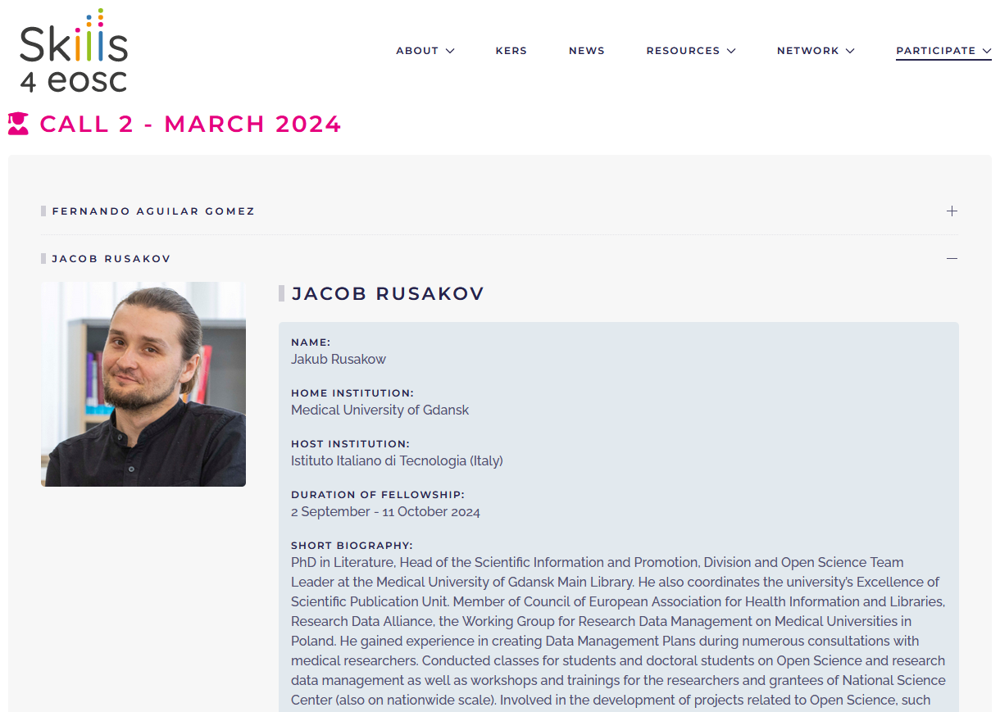 Skills
4 eosc
ABOUT KERS NEWS RESOURCES NETWORK PARTICIPATE
CALL 2 - MARCH 2024
FERNANDO AGUILAR GOMEZ
JACOB RUSAKOV
JACOB RUSAKOV
NAME:
Jakub Rusakow
HOME INSTITUTION:
Medical University of Gdansk
HOST INSTITUTION:
Istituto Italiano di Tecnologia (Italy)
DURATION OF FELLOWSHIP:
2 September - 11 October 2024
SHORT BIOGRAPHY:
PhD in Literature, Head of the Scientific Information and Promotion, Division and Open Science Team
Leader at the Medical University of Gdansk Main Library. He also coordinates the university's Excellence of
Scientific Publication Unit. Member of Council of European Association for Health Information and Libraries,
Research Data Alliance, the Working Group for Research Data Management on Medical Universities in
Poland. He gained experience in creating Data Management Plans during numerous consultations with
medical researchers. Conducted classes for students and doctoral students on Open Science and research
data management as well as workshops and trainings for the researchers and grantees of National Science
Center (also on nationwide scale). Involved in the development of projects related to Open Science, such